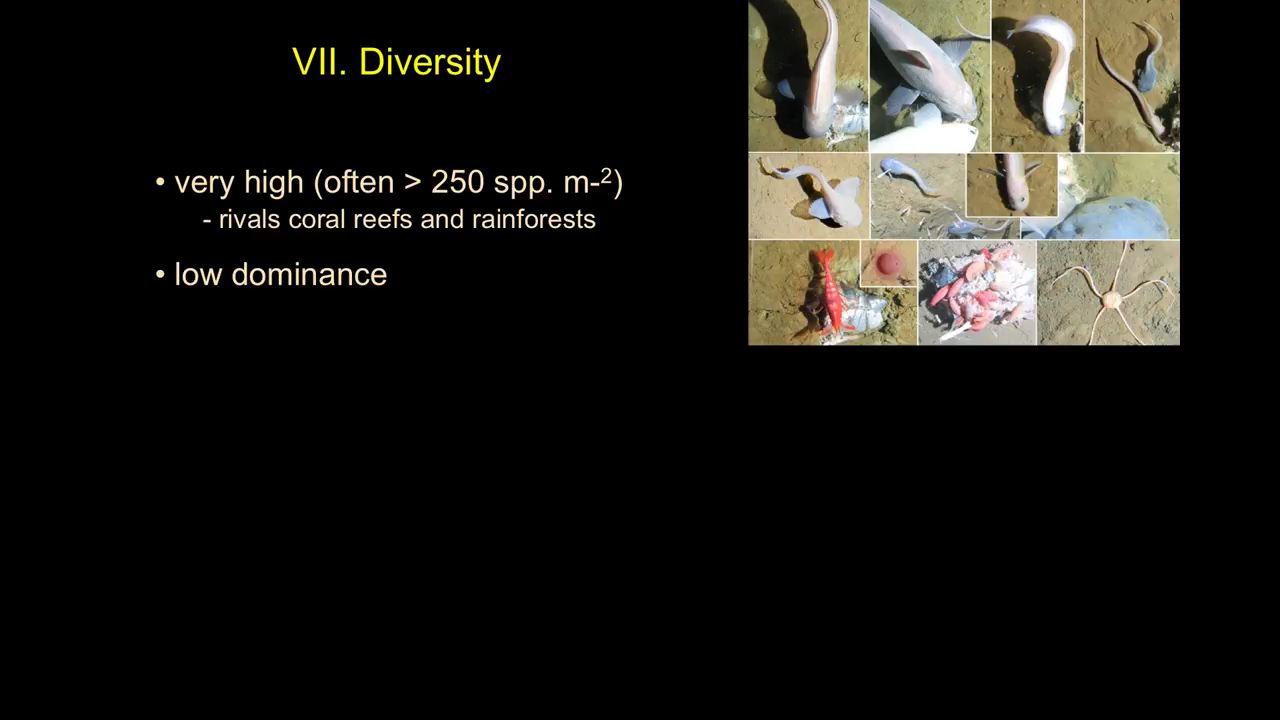 VII. Diversity
• very high (often > 250 spp. m-²)
- rivals coral reefs and rainforests
• low dominance